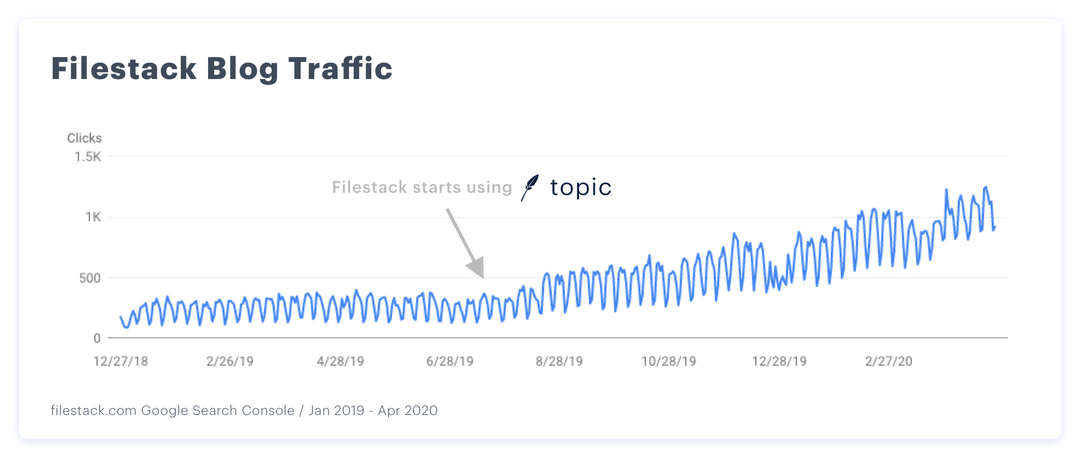 Filestack Blog Traffic
Clicks
1.5K
Filestack starts using topic
1K
500
0
12/27/18 2/26/19 4/28/19 6/28/19 8/28/19 10/28/19 12/28/19 2/27/20
filestack.com Google Search Console / Jan 2019 - Apr 2020